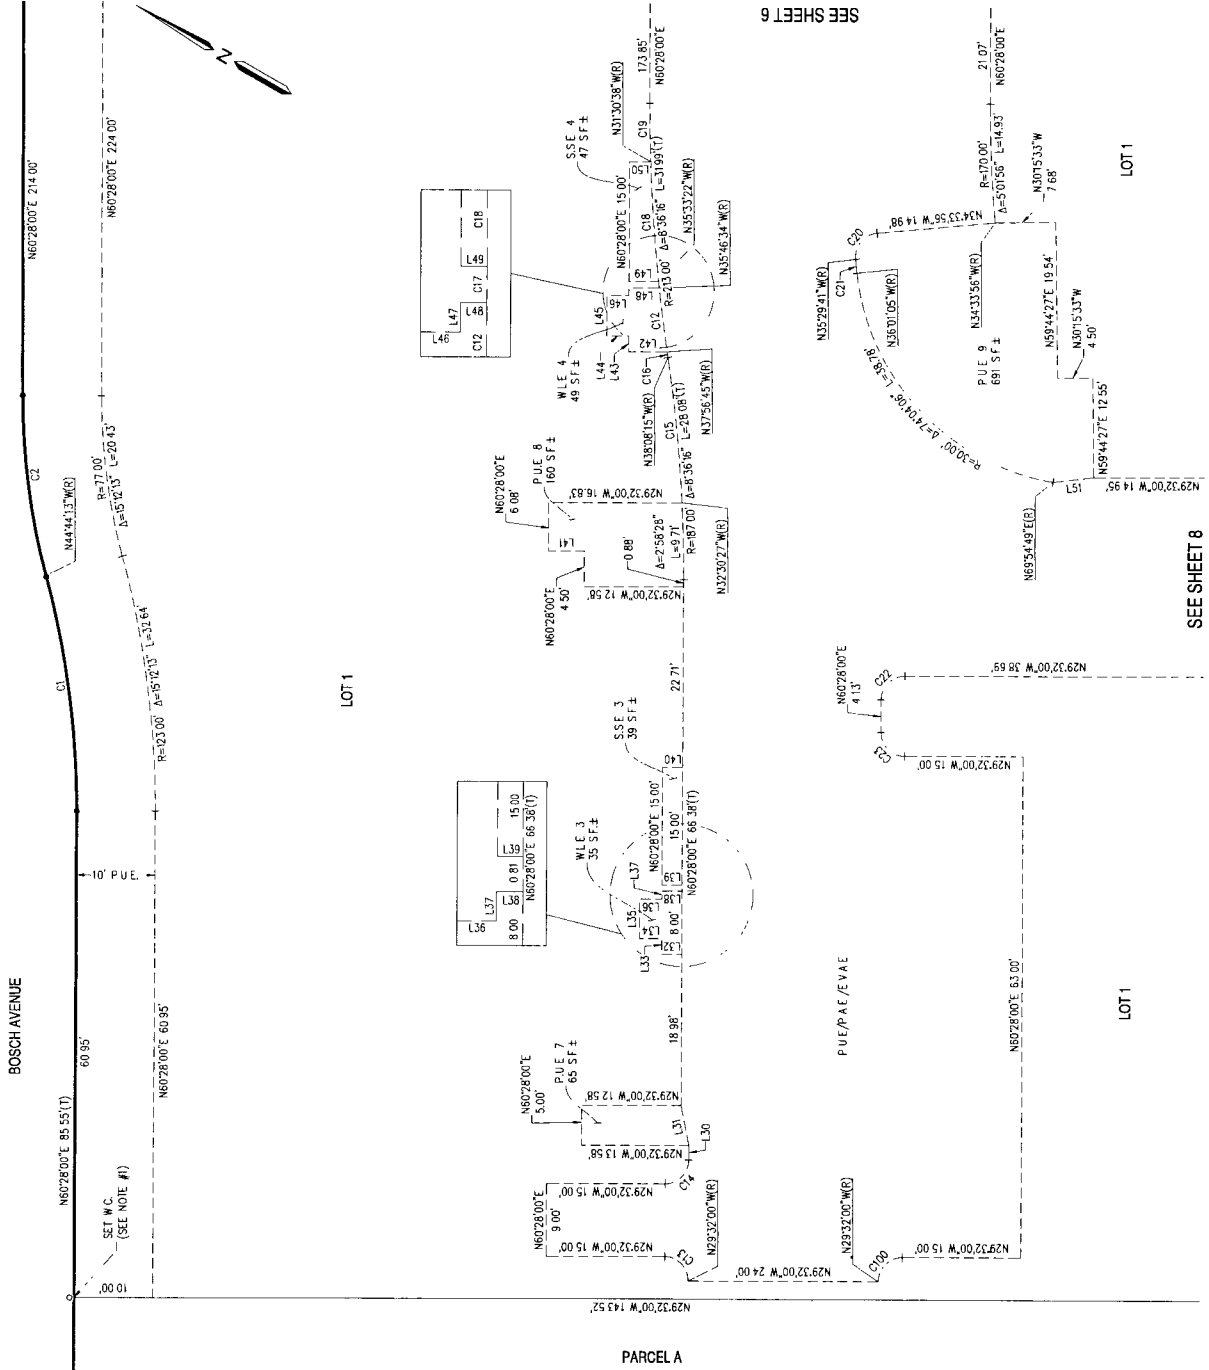 SEE SHEET 6
N
N60°28'00"E 214.00'
N60°28'00"E 224.00'
173.85'
N60°28'00"E
21.07'
N60°28'00"E
C19
N31°30'38"W(R)
S.S.E. 4
47 S.F.±
L50
N60°28'00"E 15.00'
Δ=8°36'16" L=31.99'(T)
R=213.00'
C18
N35°33'22"W(R)
N35°46'34"W(R)
L49
L48
L46
L45
L44
L43
L42
C12
W.L.E. 4
49 S.F.±
L46
L47
L48
L49
C12
C17
C18
C16
N38°08'15"W(R)
N37°56'45"W(R)
C15
Δ=8°36'16" L=28.08'(T)
R=170.00'
Δ=5°01'56" L=14.93'
N30°15'33"W
7.68'
LOT 1
N34°33'56"W 14.98'
C20
C21
N35°29'41"W(R)
N36°01'05"W(R)
N34°33'56"W(R)
P.U.E. 9
691 S.F.±
N59°44'27"E 19.54'
N30°15'33"W
4.50'
N59°44'27"E 12.55'
R=30.00' Δ=74°04'06" L=38.78'
L51
N69°54'49"E(R)
N29°32'00"W 14.95'
SEE SHEET 8
C2
N44°44'13"W(R)
R=77.00'
Δ=15°12'13" L=20.43'
R=123.00' Δ=15°12'13" L=32.64'
C1
LOT 1
N60°28'00"E
6.08'
P.U.E. 8
160 S.F.±
N29°32'00"W 16.83'
L41
N60°28'00"E
4.50'
N29°32'00"W 12.58'
Δ=2°58'28"
L=9.71'
R=187.00'
0.88'
N32°30'27"W(R)
22.71'
S.S.E. 3
39 S.F.±
L40
N60°28'00"E 15.00'
15.00'
N60°28'00"E 66.38'(T)
W.L.E. 3
35 S.F.±
L39
L38
L37
L36
L35
L34
L33
L32
8.00'
L36
L37
L38
L39
8.00
0.81
15.00
N60°28'00"E 66.38'(T)
18.98'
N60°28'00"E
4.13'
C22
C23
N29°32'00"W 38.69'
N29°32'00"W 15.00'
10' P.U.E.
BOSCH AVENUE
60.95'
N60°28'00"E 60.95'
N60°28'00"E 85.55'(T)
SET W.C.
(SEE NOTE #1)
10.00'
N60°28'00"E
5.00'
P.U.E. 7
65 S.F.±
N29°32'00"W 12.58'
L31
L30
N29°32'00"W 13.58'
C14
N29°32'00"W 15.00'
N60°28'00"E
9.00'
N29°32'00"W 15.00'
C13
N29°32'00"W(R)
N29°32'00"W 24.00'
N29°32'00"W(R)
C100
N29°32'00"W 15.00'
P.U.E./P.A.E./E.V.A.E.
N60°28'00"E 63.00'
LOT 1
N29°32'00"W 143.52'
PARCEL A